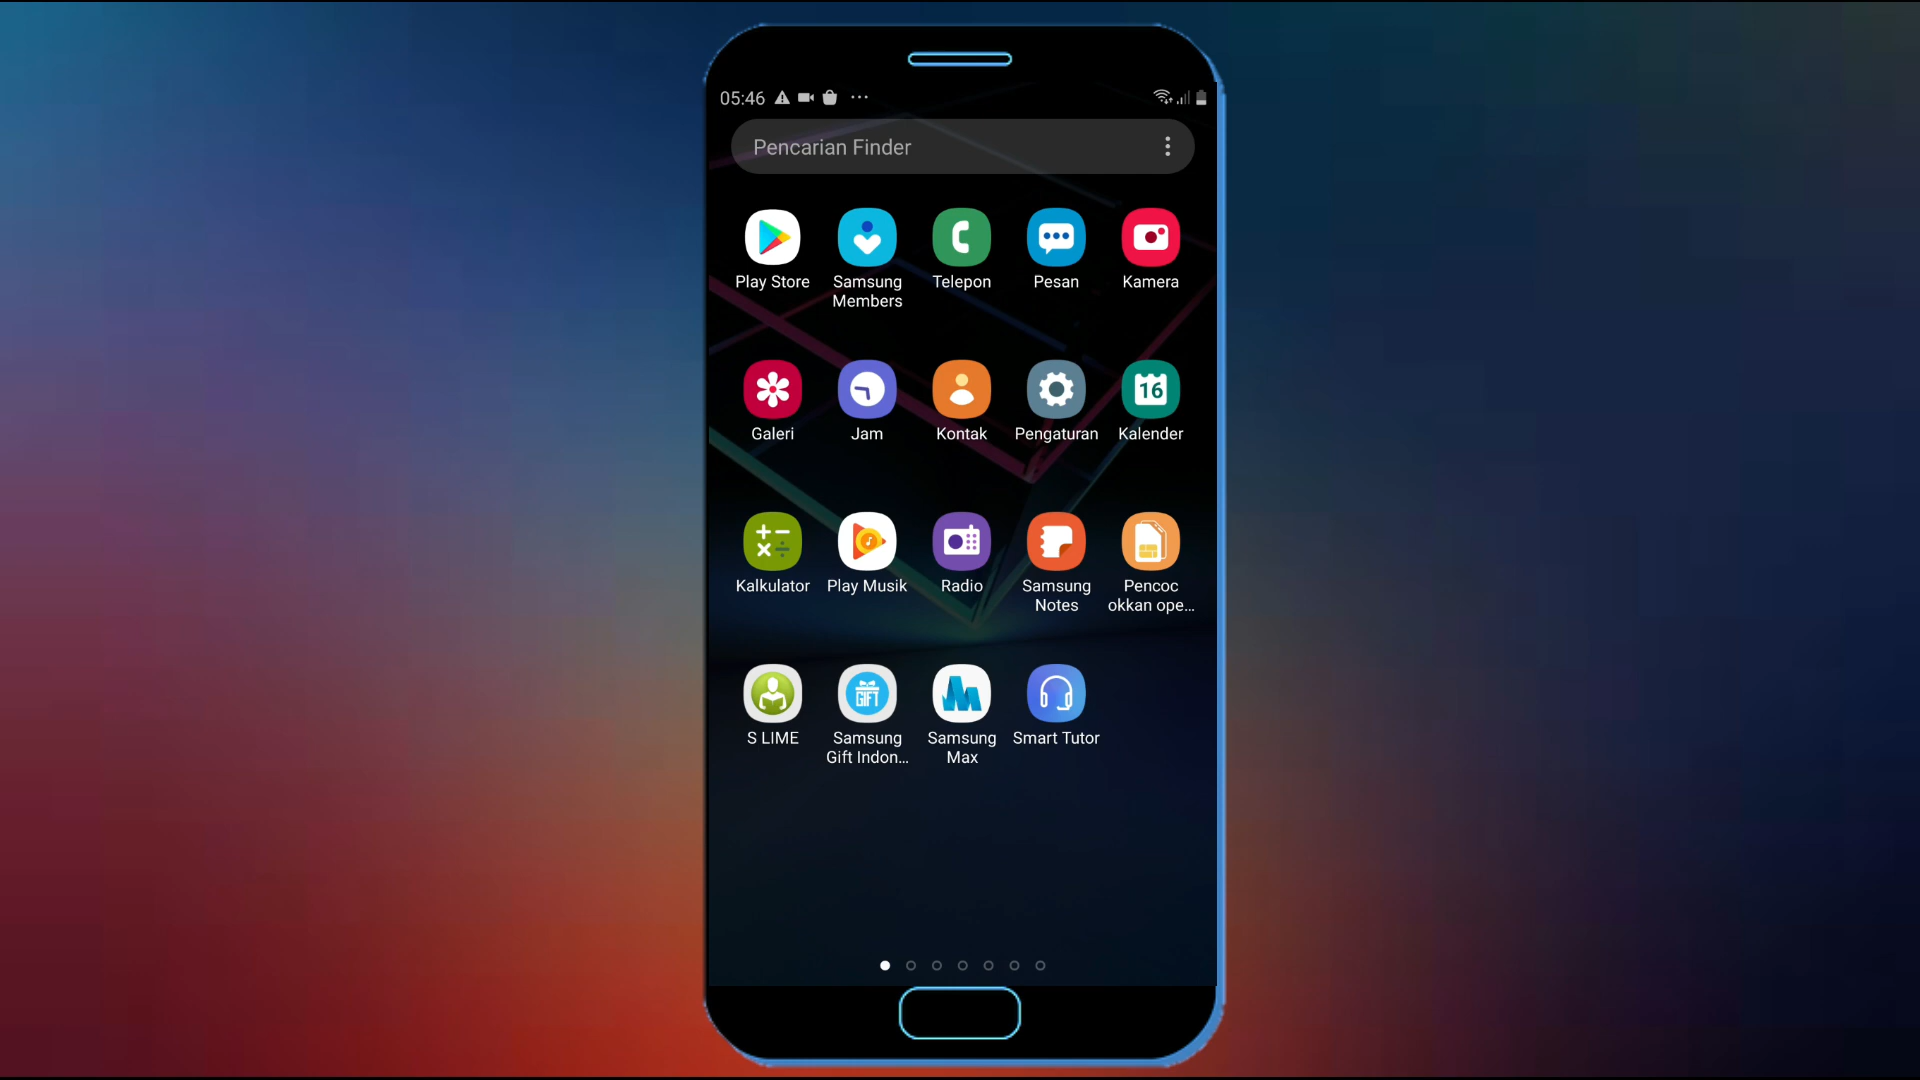 05:46
Pencarian Finder
Play Store
Samsung
Members
Telepon
Pesan
Kamera
Galeri
Jam
Kontak
Pengaturan
16
Kalender
Kalkulator
Play Musik
Radio
Samsung
Notes
Pencoc
okkan ope...
S LIME
GIFT
Samsung
Gift Indon...
Samsung
Max
Smart Tutor